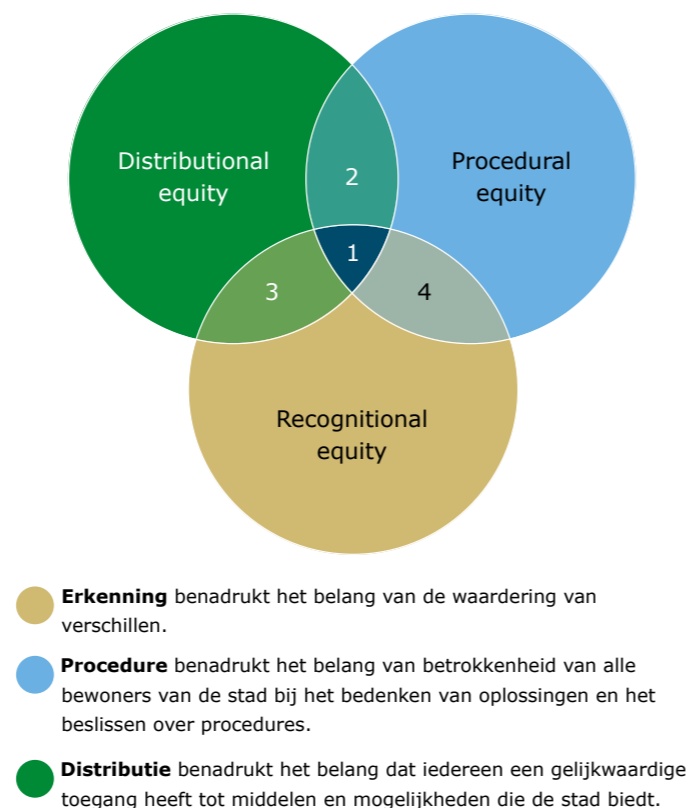 Distributional
equity
Procedural
equity
2
1
3
4
Recognitional
equity
Erkenning benadrukt het belang van de waardering van
verschillen.
Procedure benadrukt het belang van betrokkenheid van alle
bewoners van de stad bij het bedenken van oplossingen en het
beslissen over procedures.
Distributie benadrukt het belang dat iedereen een gelijkwaardige
toegang heeft tot middelen en mogelijkheden die de stad biedt.